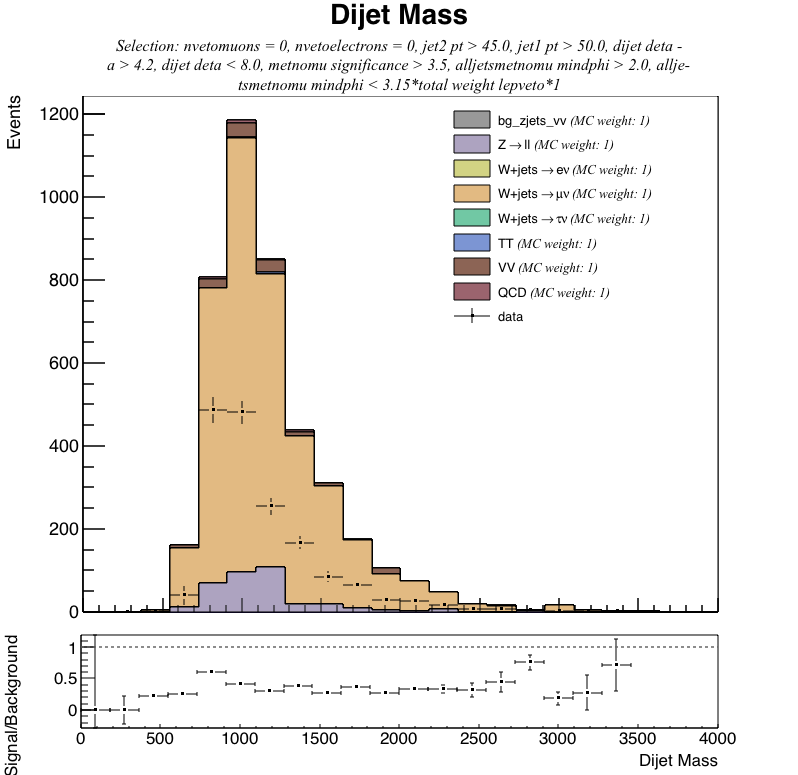 Dijet Mass
Selection: nvetomuons = 0, nvetoelectrons = 0, jet2 pt > 45.0, jet1 pt > 50.0, dijet deta -
a > 4.2, dijet deta < 8.0, metnomu significance > 3.5, alljetsmetnomu mindphi > 2.0, allje-
tsmetnomu mindphi < 3.15*total weight lepveto*1
Events
1200
1000
800
600
400
200
0
bg_zjets_vv (MC weight: 1)
Z→ll (MC weight: 1)
W+jets→eν (MC weight: 1)
W+jets→μν (MC weight: 1)
W+jets→τν (MC weight: 1)
TT (MC weight: 1)
VV (MC weight: 1)
QCD (MC weight: 1)
data
Signal/Background
1
0.5
0
0 500 1000 1500 2000 2500 3000 3500 4000
Dijet Mass